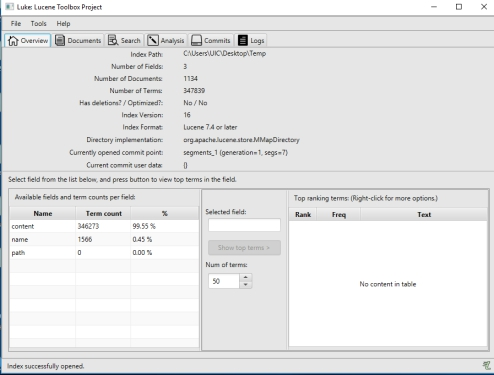 Luke: Lucene Toolbox Project
File Tools Help
Overview Documents Search Analysis Commits Logs
Index Path: C:\Users\UIC\Desktop\Temp
Number of Fields: 3
Number of Documents: 1134
Number of Terms: 347839
Has deletions? / Optimized?: No / No
Index Version: 16
Index Format: Lucene 7.4 or later
Directory implementation: org.apache.lucene.store.MMapDirectory
Currently opened commit point: segments_1 (generation=1, segs=7)
Current commit user data: {}
Select field from the list below, and press button to view top terms in the field.
Available fields and term counts per field:
Name Term count %
content 346273 99.55 %
name 1566 0.45 %
path 0 0.00 %
Selected field:
Show top terms
Num of terms:
50
Top ranking terms: (Right-click for more options.)
Rank Freq Text
No content in table
Index successfully opened.